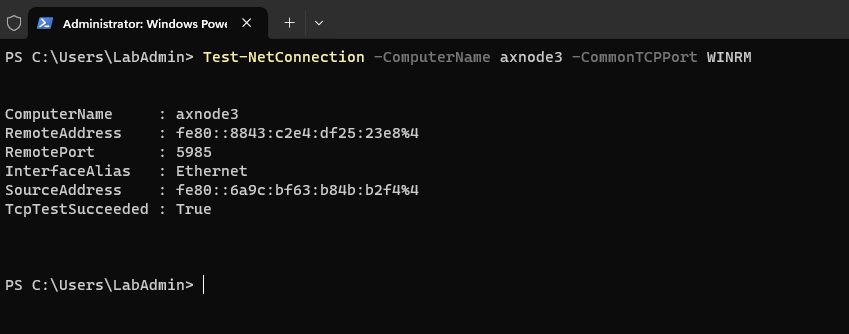 Administrator: Windows Powe
PS C:\Users\LabAdmin> Test-NetConnection -ComputerName axnode3 -CommonTCPPort WINRM
ComputerName     : axnode3
RemoteAddress    : fe80::8843:c2e4:df25:23e8%4
RemotePort       : 5985
InterfaceAlias   : Ethernet
SourceAddress    : fe80::6a9c:bf63:b84b:b2f4%4
TcpTestSucceeded : True
PS C:\Users\LabAdmin>